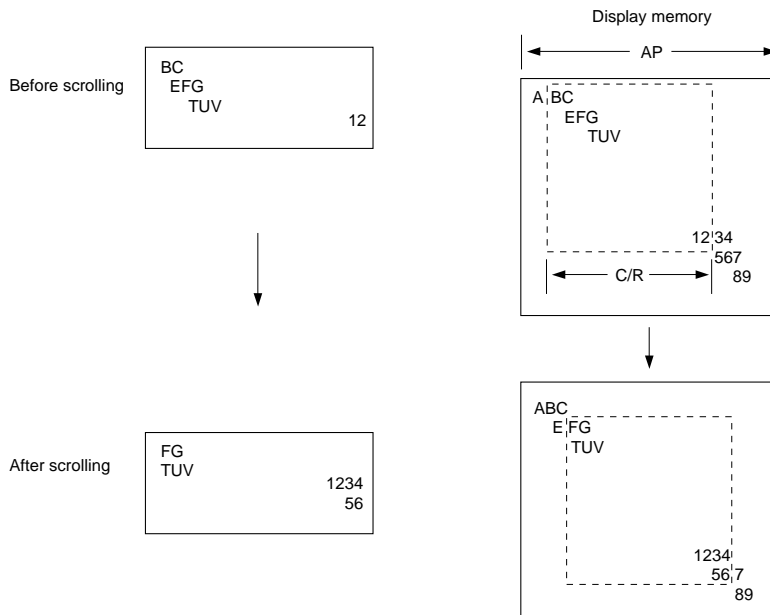 Display memory
AP
Before scrolling
BC
EFG
TUV
12
A BC
EFG
TUV
12 34
567
89
C/R
After scrolling
FG
TUV
1234
56
ABC
E FG
TUV
1234
56 7
89